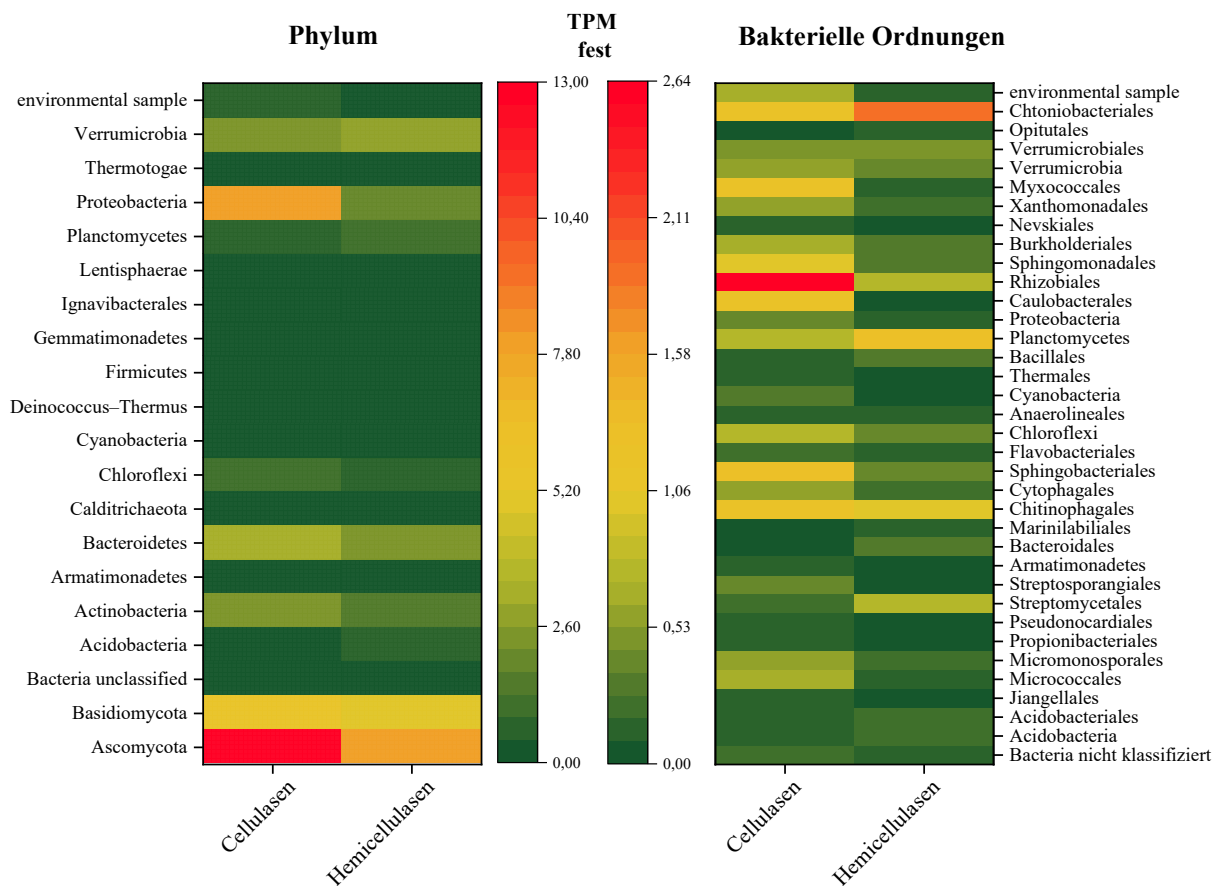 Phylum
environmental sample
Verrumicrobia
Thermotogae
Proteobacteria
Planctomycetes
Lentisphaerae
Ignavibacterales
Gemmatimonadetes
Firmicutes
Deinococcus–Thermus
Cyanobacteria
Chloroflexi
Calditrichaeota
Bacteroidetes
Armatimonadetes
Actinobacteria
Acidobacteria
Bacteria unclassified
Basidiomycota
Ascomycota
Cellulasen
Hemicellulasen
TPM
fest
13,00
10,40
7,80
5,20
2,60
0,00
2,64
2,11
1,58
1,06
0,53
0,00
Bakterielle Ordnungen
environmental sample
Chtoniobacteriales
Opitutales
Verrumicrobiales
Verrumicrobia
Myxococcales
Xanthomonadales
Nevskiales
Burkholderiales
Sphingomonadales
Rhizobiales
Caulobacterales
Proteobacteria
Planctomycetes
Bacillales
Thermales
Cyanobacteria
Anaerolineales
Chloroflexi
Flavobacteriales
Sphingobacteriales
Cytophagales
Chitinophagales
Marinilabiliales
Bacteroidales
Armatimonadetes
Streptosporangiales
Streptomycetales
Pseudonocardiales
Propionibacteriales
Micromonosporales
Micrococcales
Jiangellales
Acidobacteriales
Acidobacteria
Bacteria nicht klassifiziert
Cellulasen
Hemicellulasen